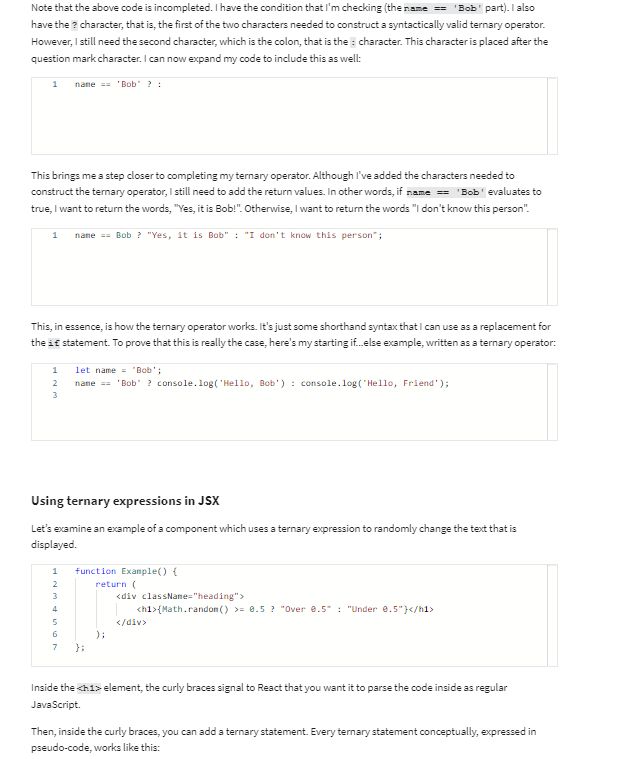 Note that the above code is incompleted. I have the condition that I'm checking (the name == 'Bob' part). I also
have the ? character, that is, the first of the two characters needed to construct a syntactically valid ternary operator.
However, I still need the second character, which is the colon, that is the : character. This character is placed after the
question mark character. I can now expand my code to include this as well:
1 name == 'Bob' ? :
This brings me a step closer to completing my ternary operator. Although I've added the characters needed to
construct the ternary operator, I still need to add the return values. In other words, if name == 'Bob' evaluates to
true, I want to return the words, "Yes, it is Bob!". Otherwise, I want to return the words "I don't know this person".
1 name == Bob ? "Yes, it is Bob" : "I don't know this person";
This, in essence, is how the ternary operator works. It's just some shorthand syntax that I can use as a replacement for
the if statement. To prove that this is really the case, here's my starting if...else example, written as a ternary operator:
1 let name = 'Bob';
2 name == 'Bob' ? console.log('Hello, Bob') : console.log('Hello, Friend');
3
Using ternary expressions in JSX
Let's examine an example of a component which uses a ternary expression to randomly change the text that is
displayed.
1 function Example() {
2 return (
3 <div className="heading">
4 <h1>{Math.random() >= 0.5 ? "Over 0.5" : "Under 0.5"}</h1>
5 </div>
6 );
7 };
Inside the <h1> element, the curly braces signal to React that you want it to parse the code inside as regular
JavaScript.
Then, inside the curly braces, you can add a ternary statement. Every ternary statement conceptually, expressed in
pseudo-code, works like this: